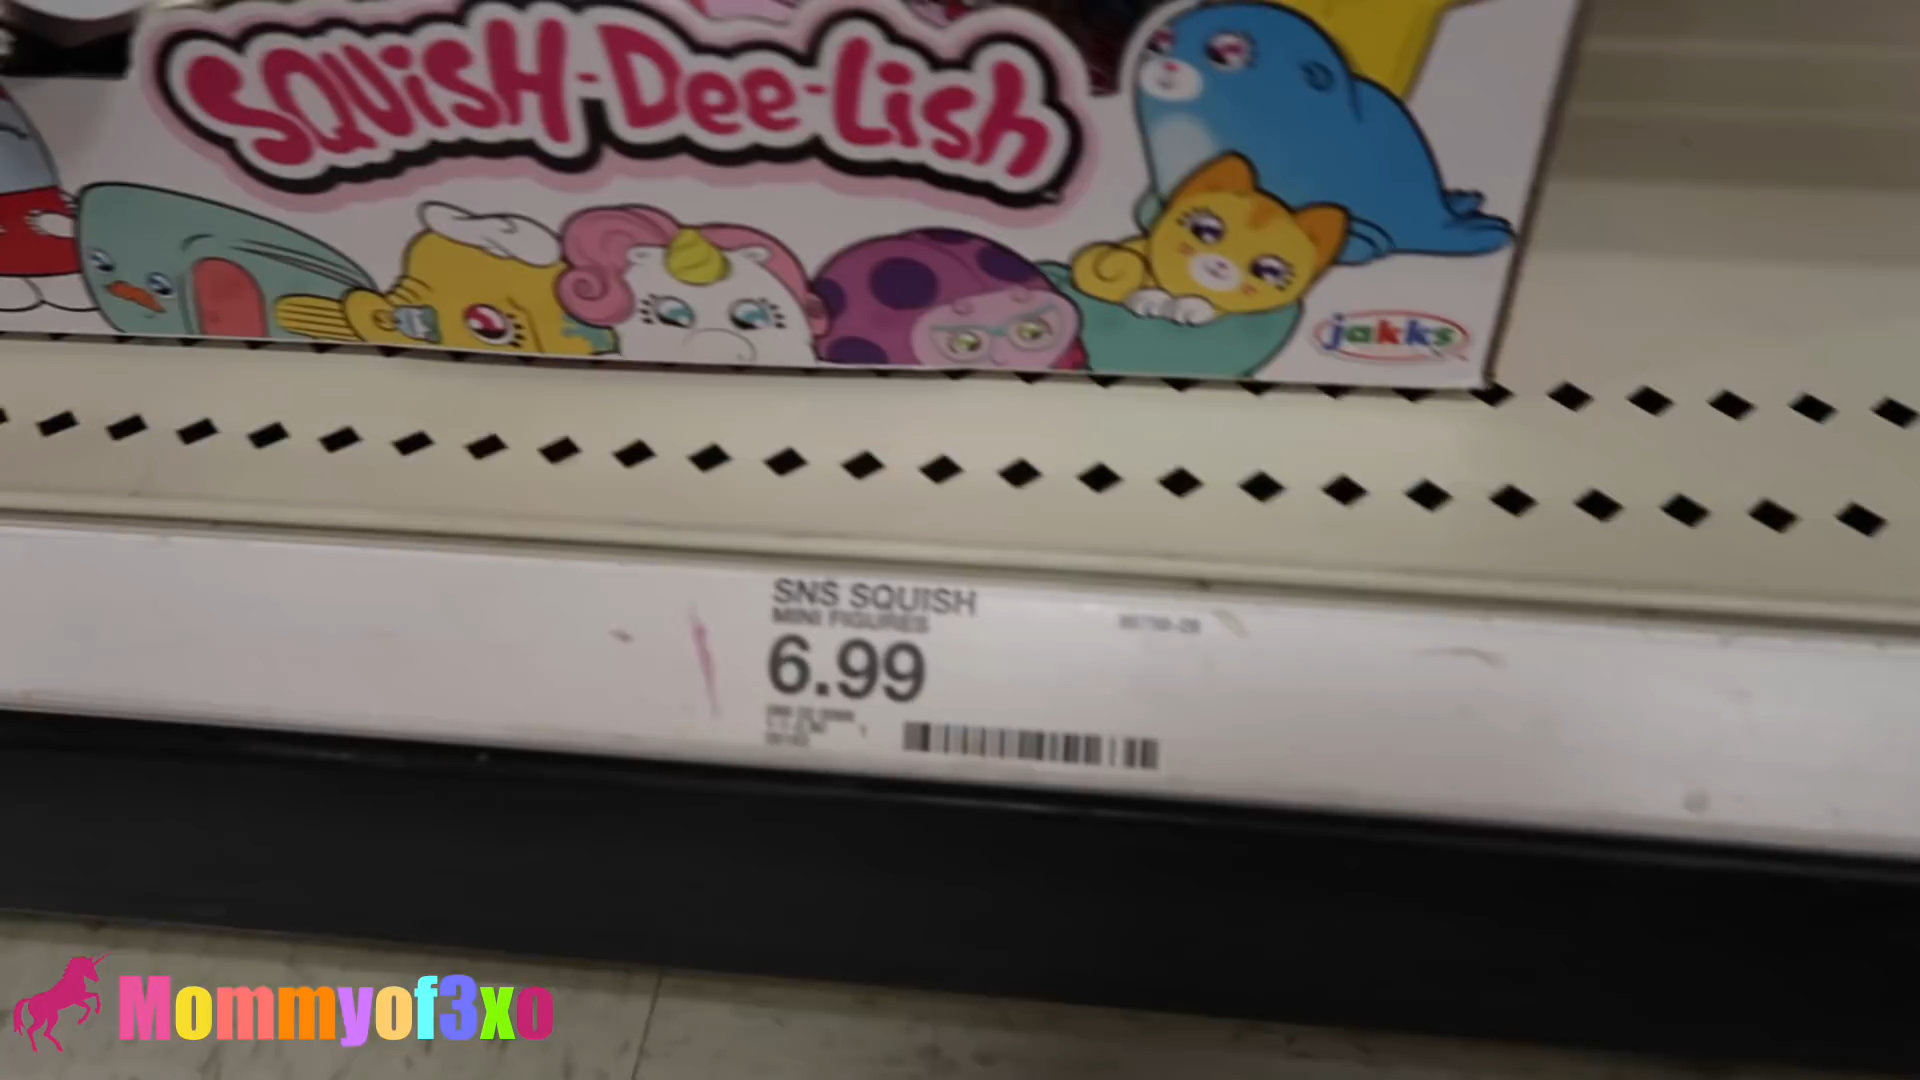 SQUiSH-Dee-Lish
jakks
SNS SQUISH
MINI FIGURES
6.99
Mommyof3xo